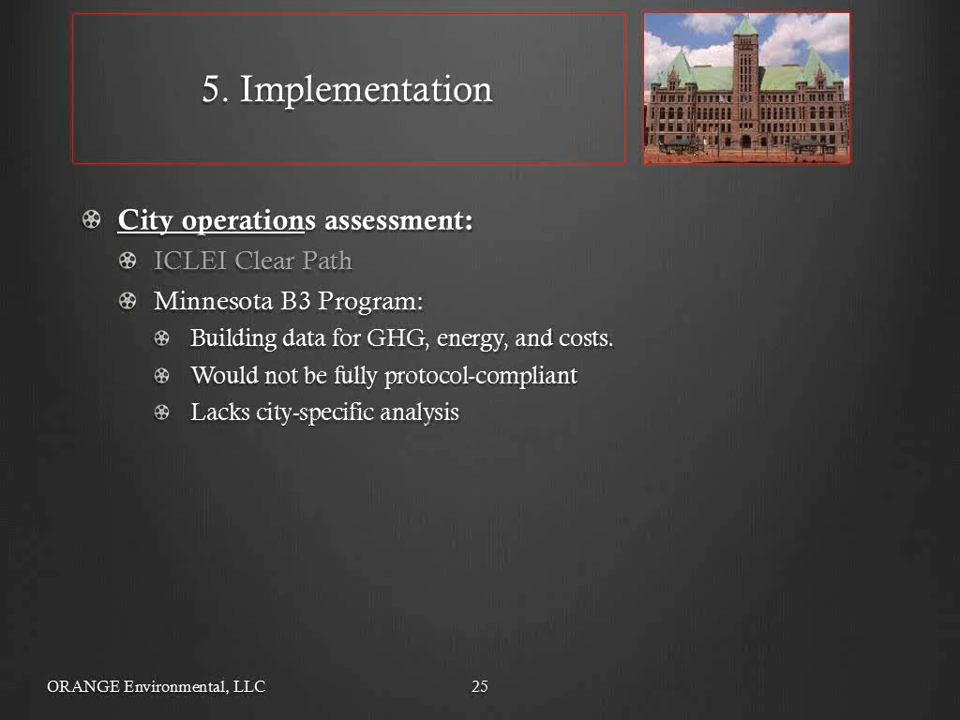 5. Implementation
City operations assessment:
ICLEI Clear Path
Minnesota B3 Program:
Building data for GHG, energy, and costs.
Would not be fully protocol-compliant
Lacks city-specific analysis
ORANGE Environmental, LLC
25